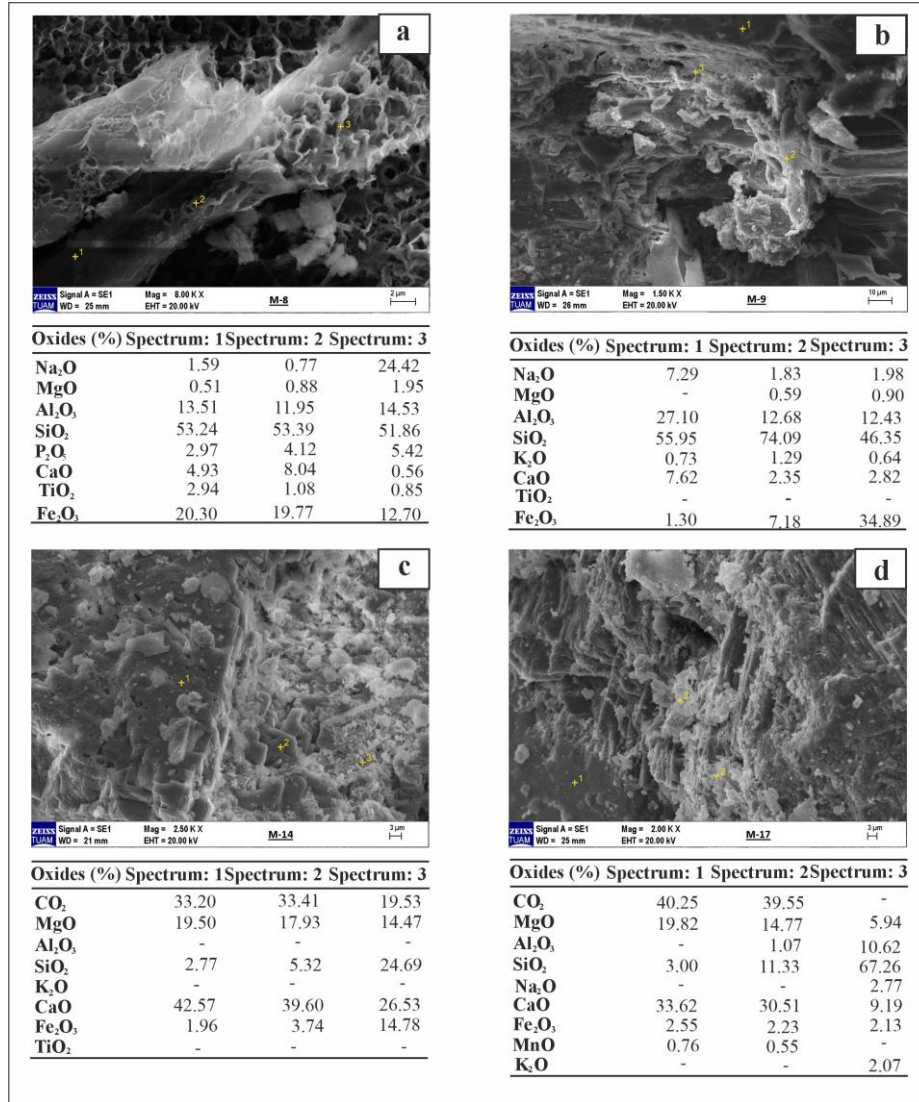 a
+1
+2
+3
ZEISS
TUAM
Signal A = SE1 Mag = 8.00 K X M-8 2 µm
WD = 25 mm EHT = 20.00 kV
Oxides (%) Spectrum: 1 Spectrum: 2 Spectrum: 3
Na₂O 1.59 0.77 24.42
MgO 0.51 0.88 1.95
Al₂O₃ 13.51 11.95 14.53
SiO₂ 53.24 53.39 51.86
P₂O₅ 2.97 4.12 5.42
CaO 4.93 8.04 0.56
TiO₂ 2.94 1.08 0.85
Fe₂O₃ 20.30 19.77 12.70
b
+1
+3
+2
ZEISS
TUAM
Signal A = SE1 Mag = 1.50 K X M-9 10 µm
WD = 26 mm EHT = 20.00 kV
Oxides (%) Spectrum: 1 Spectrum: 2 Spectrum: 3
Na₂O 7.29 1.83 1.98
MgO - 0.59 0.90
Al₂O₃ 27.10 12.68 12.43
SiO₂ 55.95 74.09 46.35
K₂O 0.73 1.29 0.64
CaO 7.62 2.35 2.82
TiO₂ - - -
Fe₂O₃ 1.30 7.18 34.89
c
+1
+2
+3
ZEISS
TUAM
Signal A = SE1 Mag = 2.50 K X M-14 3 µm
WD = 21 mm EHT = 20.00 kV
Oxides (%) Spectrum: 1 Spectrum: 2 Spectrum: 3
CO₂ 33.20 33.41 19.53
MgO 19.50 17.93 14.47
Al₂O₃ - - -
SiO₂ 2.77 5.32 24.69
K₂O - - -
CaO 42.57 39.60 26.53
Fe₂O₃ 1.96 3.74 14.78
TiO₂ - - -
d
+1
ZEISS
TUAM
Signal A = SE1 Mag = 2.00 K X M-17 3 µm
WD = 25 mm EHT = 20.00 kV
Oxides (%) Spectrum: 1 Spectrum: 2 Spectrum: 3
CO₂ 40.25 39.55 -
MgO 19.82 14.77 5.94
Al₂O₃ - 1.07 10.62
SiO₂ 3.00 11.33 67.26
Na₂O - - 2.77
CaO 33.62 30.51 9.19
Fe₂O₃ 2.55 2.23 2.13
MnO 0.76 0.55 -
K₂O - - 2.07